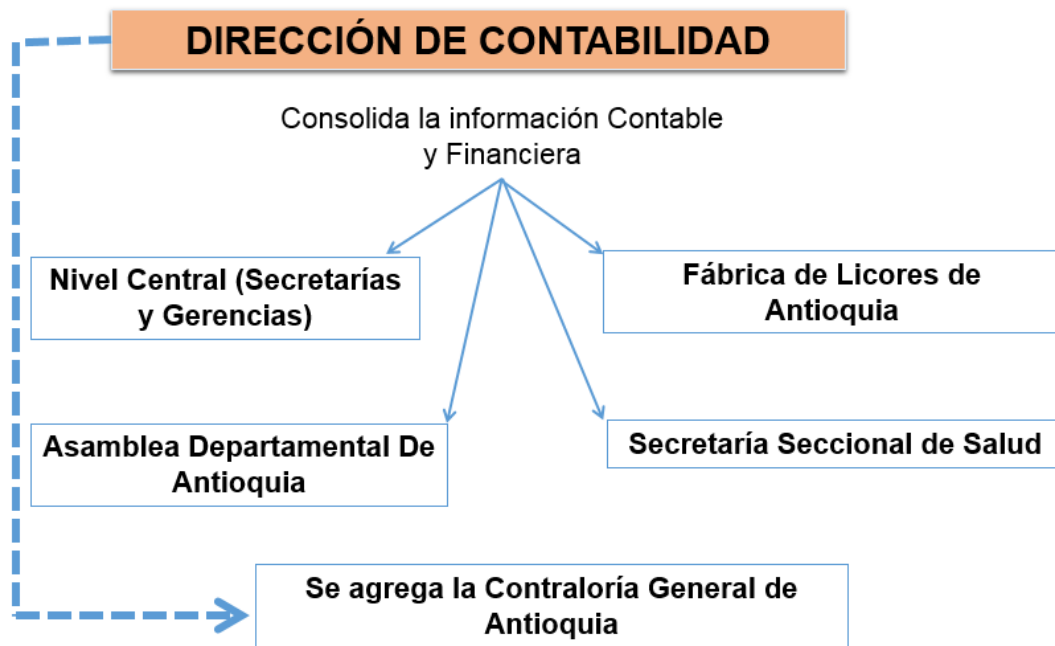 DIRECCIÓN DE CONTABILIDAD
Consolida la información Contable
y Financiera
Nivel Central (Secretarías
y Gerencias)
Fábrica de Licores de
Antioquia
Asamblea Departamental De
Antioquia
Secretaría Seccional de Salud
Se agrega la Contraloría General de
Antioquia